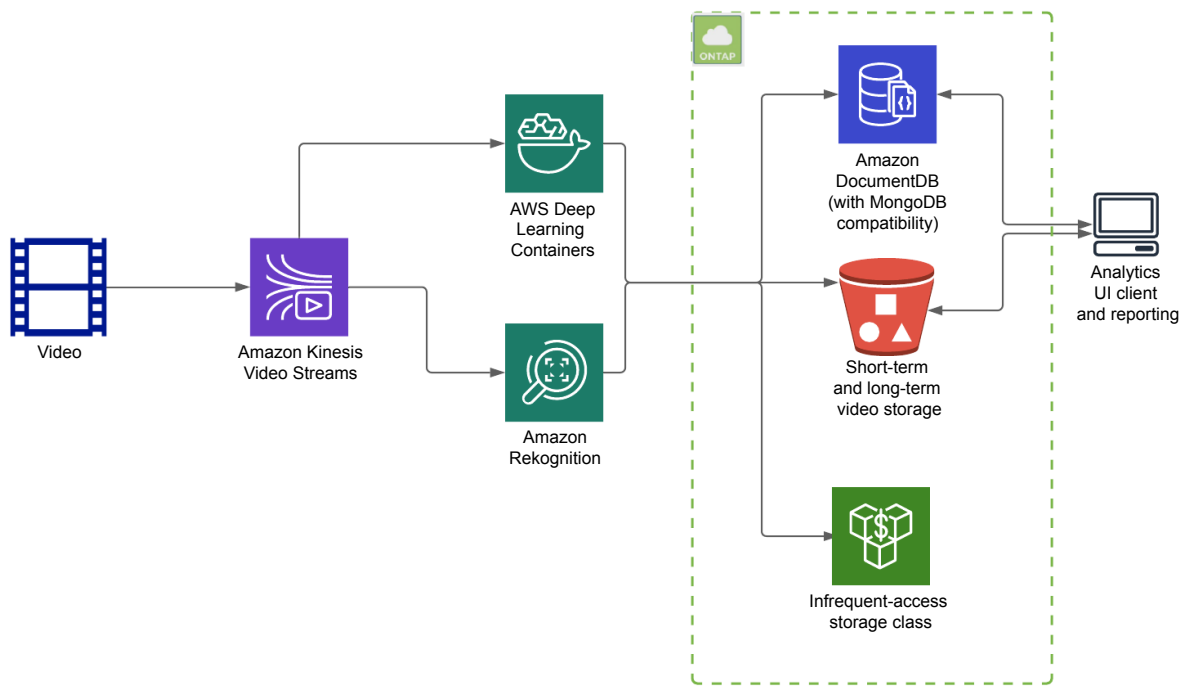 ONTAP
Video
Amazon Kinesis
Video Streams
AWS Deep
Learning
Containers
Amazon
Rekognition
Amazon
DocumentDB
(with MongoDB
compatibility)
Short-term
and long-term
video storage
Infrequent-access
storage class
Analytics
UI client
and reporting